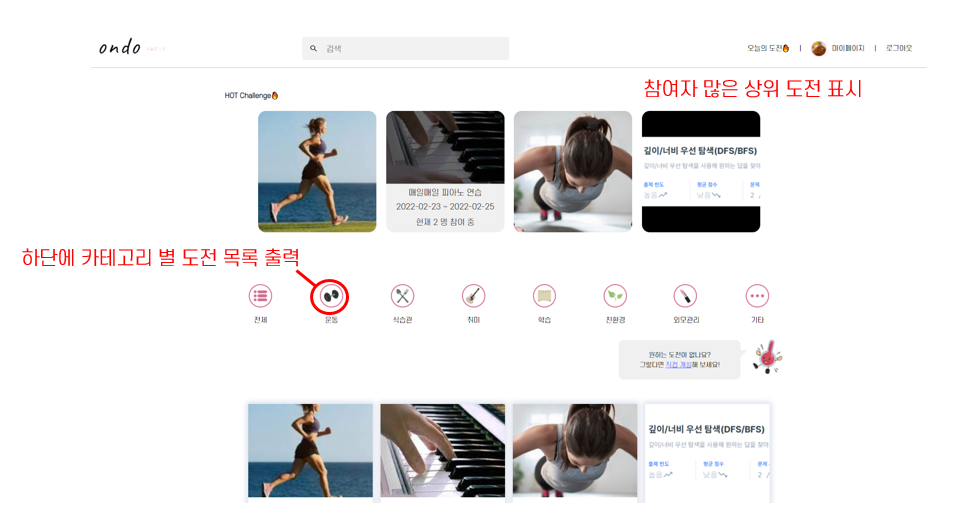 ondo
검색
오늘의 도전🔥 | 마이페이지 | 로그아웃
HOT Challenge🔥
참여자 많은 상위 도전 표시
매일매일 피아노 연습
2022-02-23 ~ 2022-02-25
현재 2 명 참여 중
깊이/너비 우선 탐색(DFS/BFS)
깊이/너비 우선 탐색을 사용해 원하는 답을 찾아
출제 빈도 평균 점수 문제
높음 낮음 2 /
하단에 카테고리 별 도전 목록 출력
전체 운동 식습관 취미 학습 친환경 외모관리 기타
원하는 도전이 없나요?
그렇다면 직접 개설해 보세요!
깊이/너비 우선 탐색(DFS/BFS)
깊이/너비 우선 탐색을 사용해 원하는 답을 찾아
출제 빈도 평균 점수 문제
높음 낮음 2 /